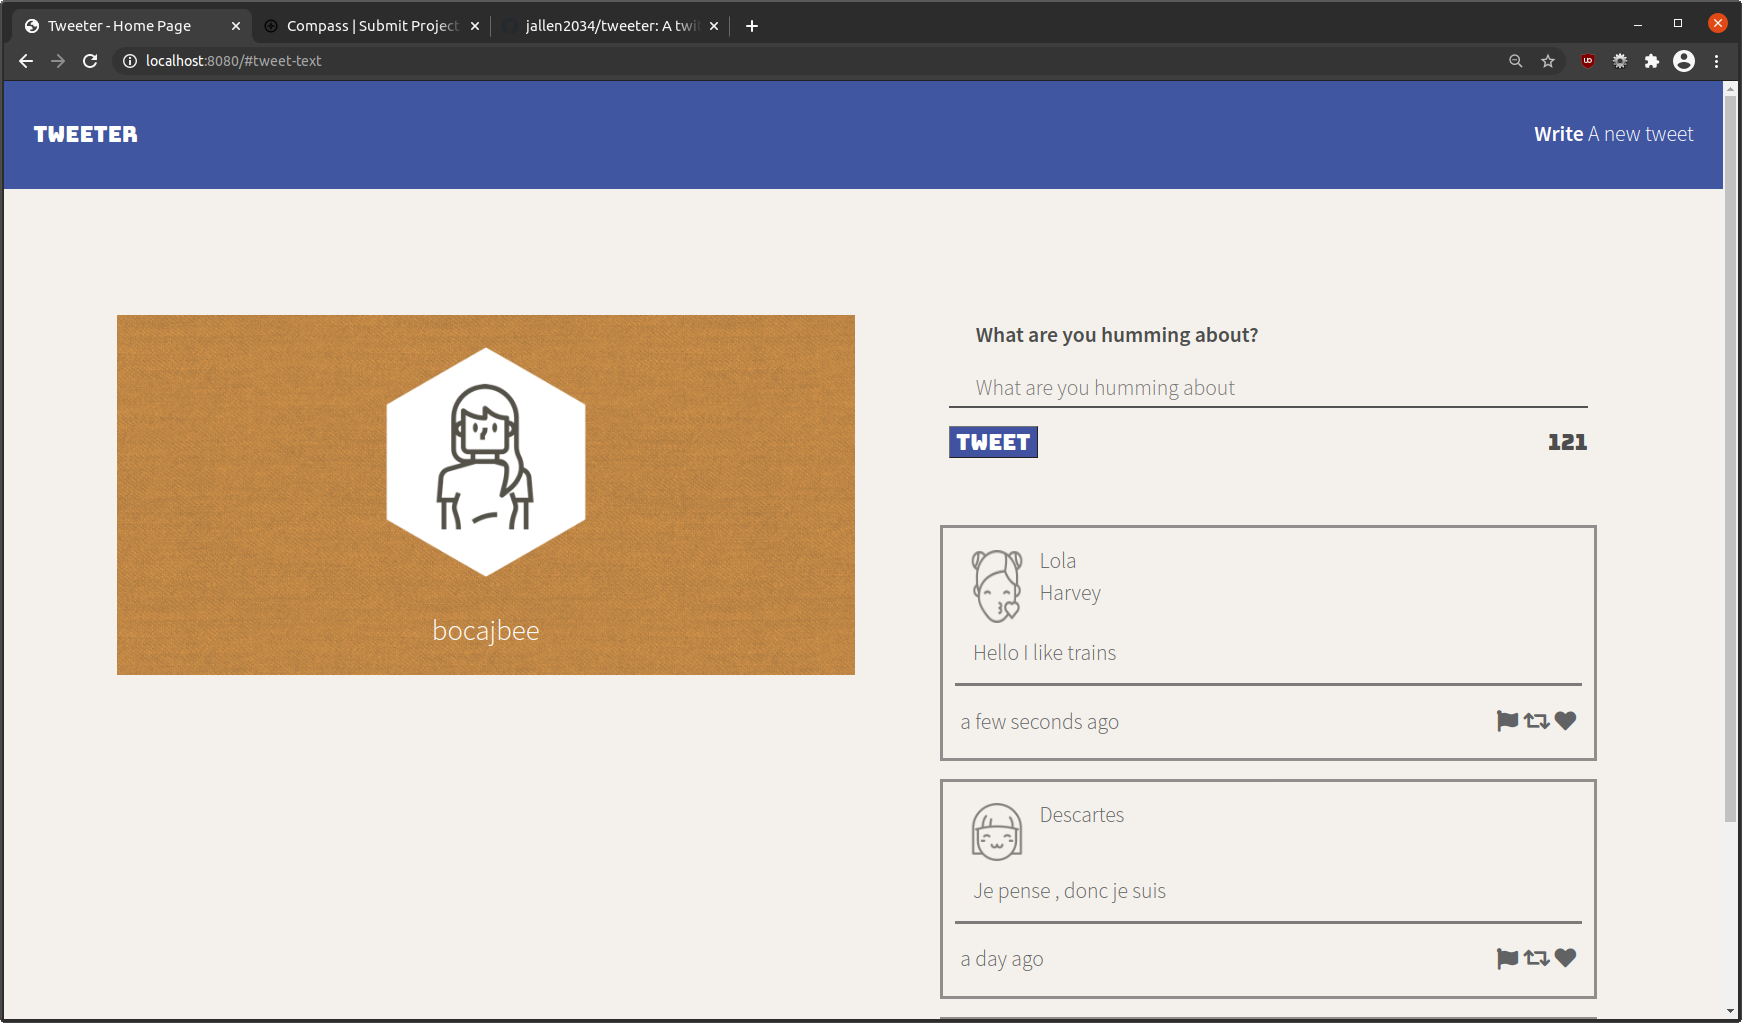 Tweeter - Home Page
Compass | Submit Project
jallen2034/tweeter: A twi
localhost:8080/#tweet-text
TWEETER
Write A new tweet
bocajbee
What are you humming about?
What are you humming about
TWEET
121
Lola
Harvey
Hello I like trains
a few seconds ago
Descartes
Je pense , donc je suis
a day ago